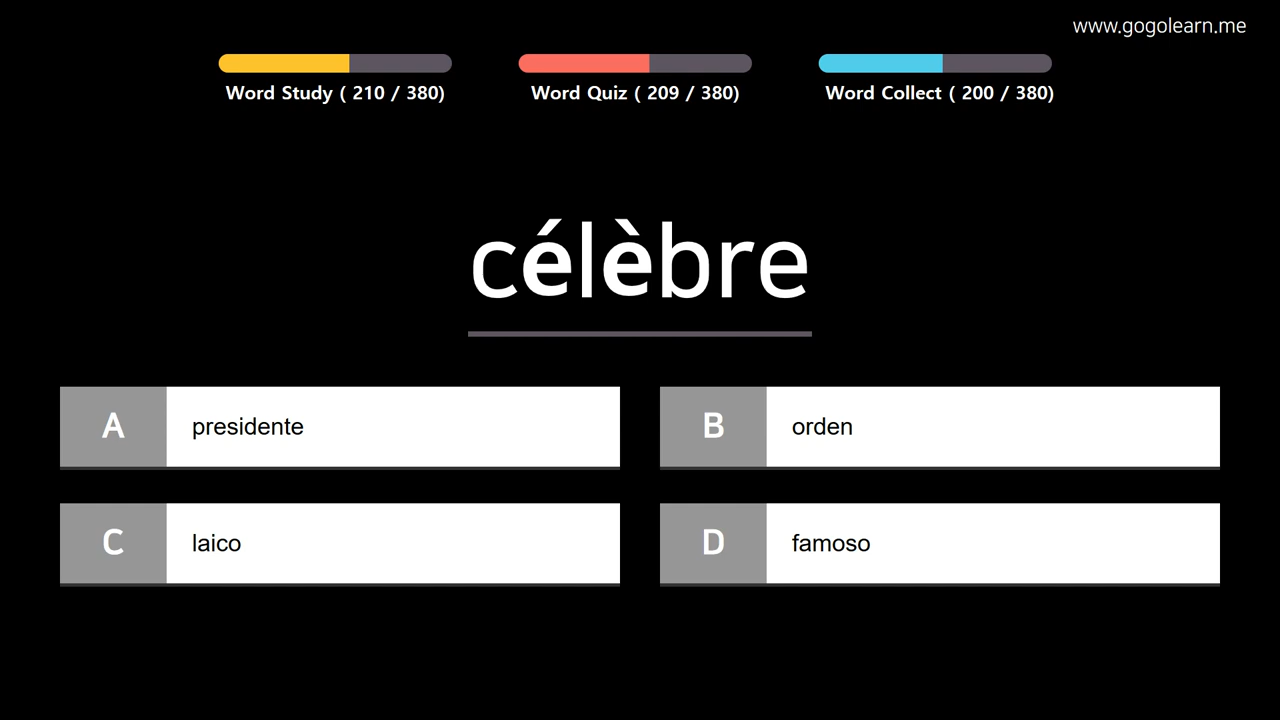 www.gogolearn.me
Word Study ( 210 / 380)
Word Quiz ( 209 / 380)
Word Collect ( 200 / 380)
célèbre
A presidente
B orden
C laico
D famoso